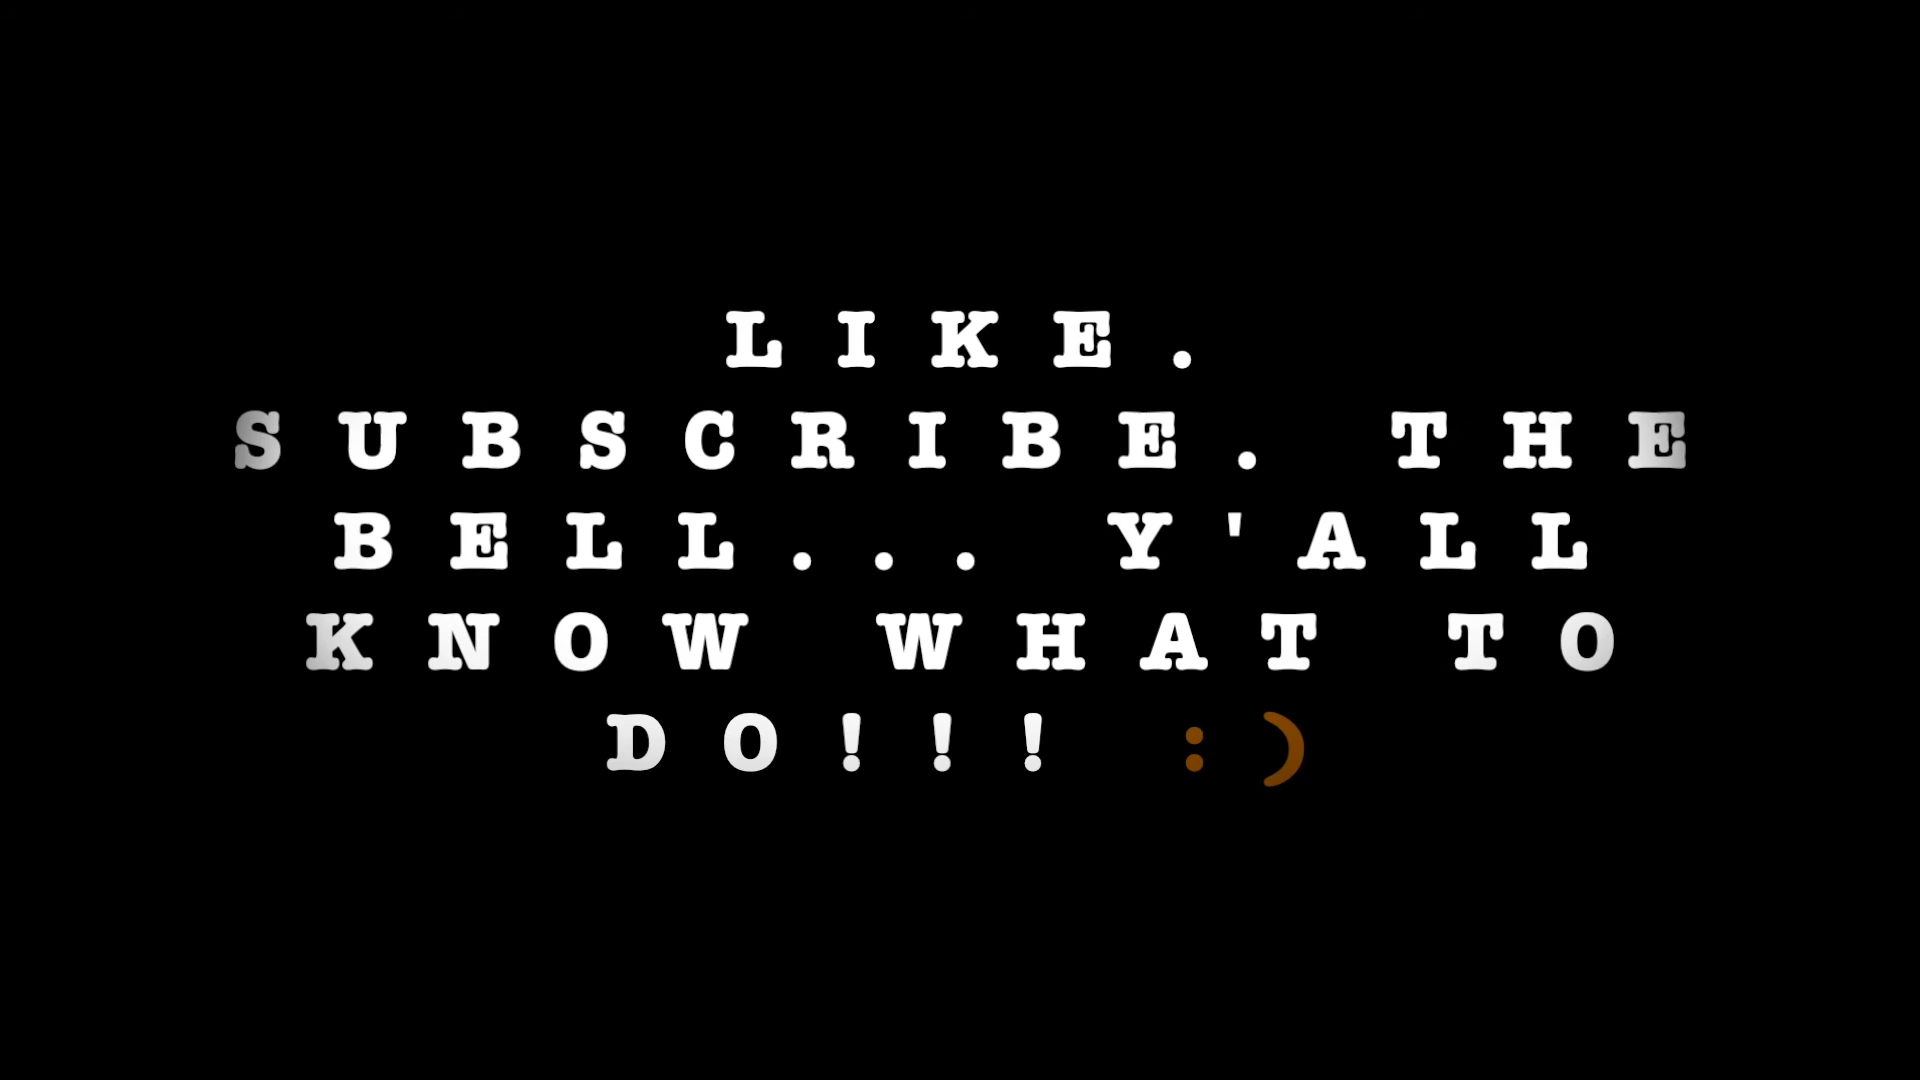 LIKE.
SUBSCRIBE. THE
BELL... Y'ALL
KNOW WHAT TO
DO!!! :)